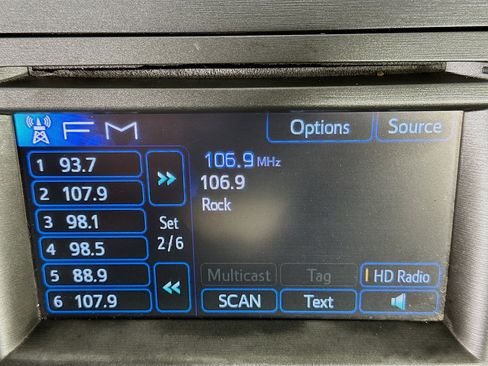 FM
Options
Source
1 93.7
2 107.9
3 98.1
4 98.5
5 88.9
6 107.9
>>
Set
2/6
<<
106.9 MHz
106.9
Rock
Multicast
Tag
HD Radio
SCAN
Text